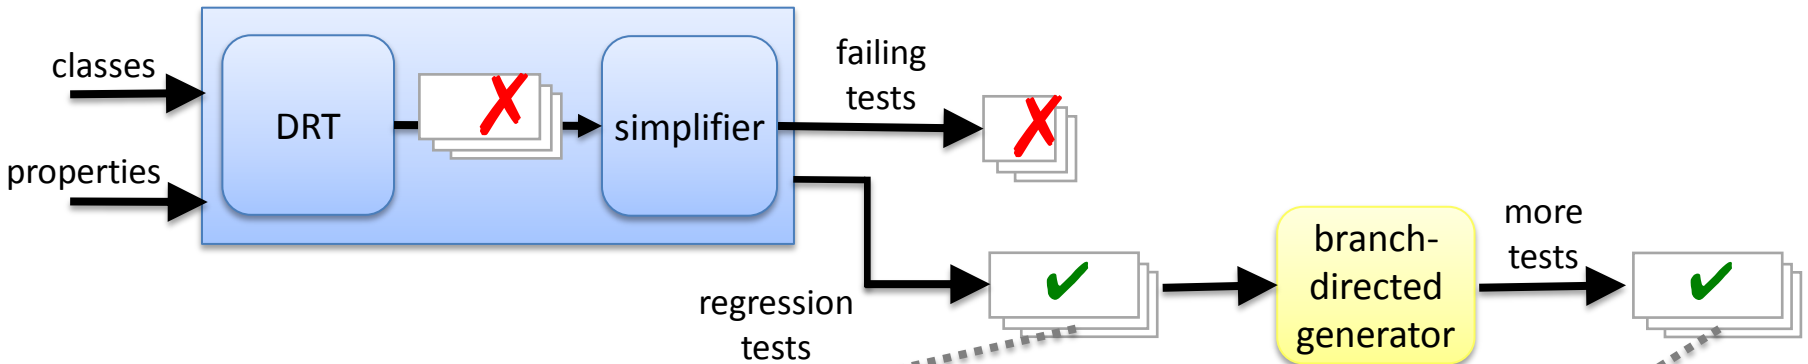 classes
properties
DRT
simplifier
failing
tests
regression
tests
branch-
directed
generator
more
tests